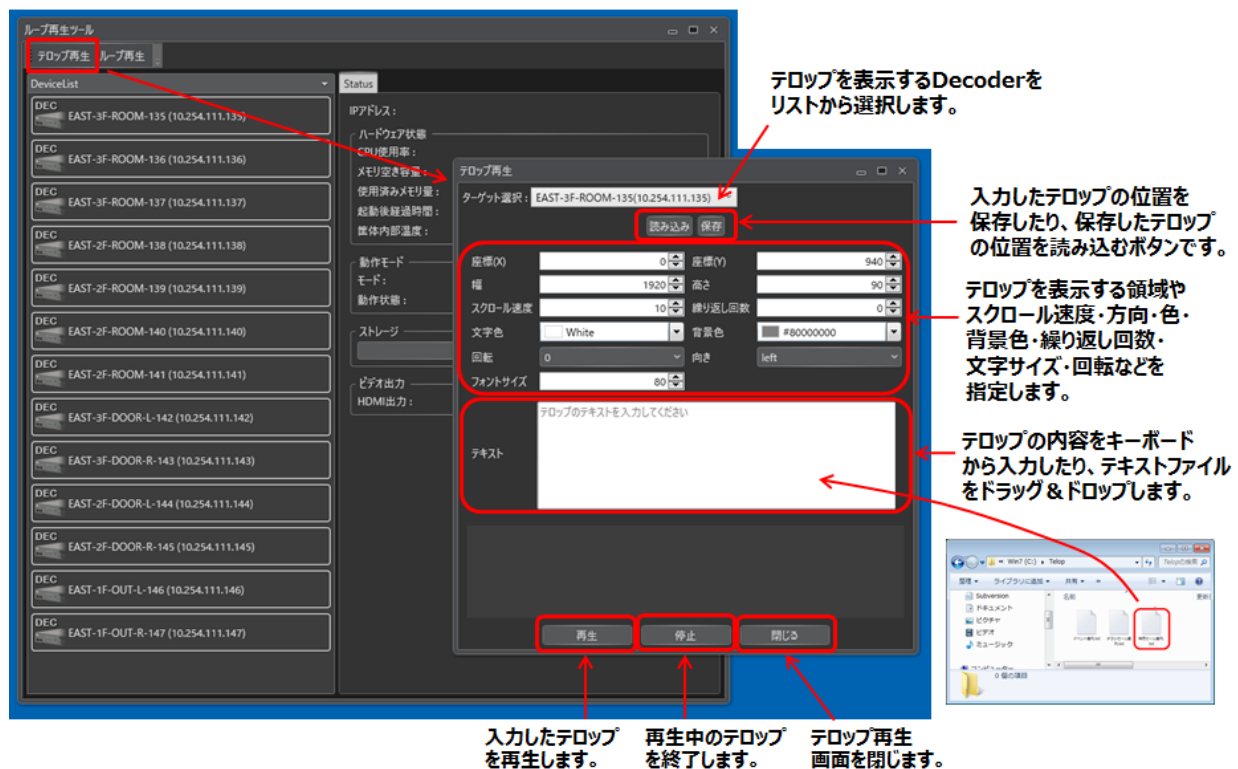 ループ再生ツール
テロップ再生 ループ再生
DeviceList
DEC
EAST-3F-ROOM-135 (10.254.111.135)
DEC
EAST-3F-ROOM-136 (10.254.111.136)
DEC
EAST-3F-ROOM-137 (10.254.111.137)
DEC
EAST-2F-ROOM-138 (10.254.111.138)
DEC
EAST-2F-ROOM-139 (10.254.111.139)
DEC
EAST-2F-ROOM-140 (10.254.111.140)
DEC
EAST-2F-ROOM-141 (10.254.111.141)
DEC
EAST-3F-DOOR-L-142 (10.254.111.142)
DEC
EAST-3F-DOOR-R-143 (10.254.111.143)
DEC
EAST-2F-DOOR-L-144 (10.254.111.144)
DEC
EAST-2F-DOOR-R-145 (10.254.111.145)
DEC
EAST-1F-OUT-L-146 (10.254.111.146)
DEC
EAST-1F-OUT-R-147 (10.254.111.147)
Status
IPアドレス：
ハードウェア状態
CPU使用率：
メモリ空き容量：
使用済みメモリ量：
起動後経過時間：
筐体内部温度：
動作モード
モード：
動作状態：
ストレージ
ビデオ出力
HDMI出力：
テロップ再生
ターゲット選択： EAST-3F-ROOM-135(10.254.111.135)
読み込み 保存
座標(X) 0 座標(Y) 940
幅 1920 高さ 90
スクロール速度 10 繰り返し回数 0
文字色 White 背景色 #80000000
回転 0 向き left
フォントサイズ 80
テキスト
テロップのテキストを入力してください
再生 停止 閉じる
テロップを表示するDecoderを
リストから選択します。
入力したテロップの位置を
保存したり、保存したテロップ
の位置を読み込むボタンです。
テロップを表示する領域や
スクロール速度・方向・色・
背景色・繰り返し回数・
文字サイズ・回転などを
指定します。
テロップの内容をキーボード
から入力したり、テキストファイル
をドラッグ＆ドロップします。
Win7 (C:) Telop Telopの検索
整理 ライブラリに追加 共有
Subversion
ドキュメント
ピクチャ
ビデオ
ミュージック
名前
0 個の項目
入力したテロップ
を再生します。
再生中のテロップ
を終了します。
テロップ再生
画面を閉じます。